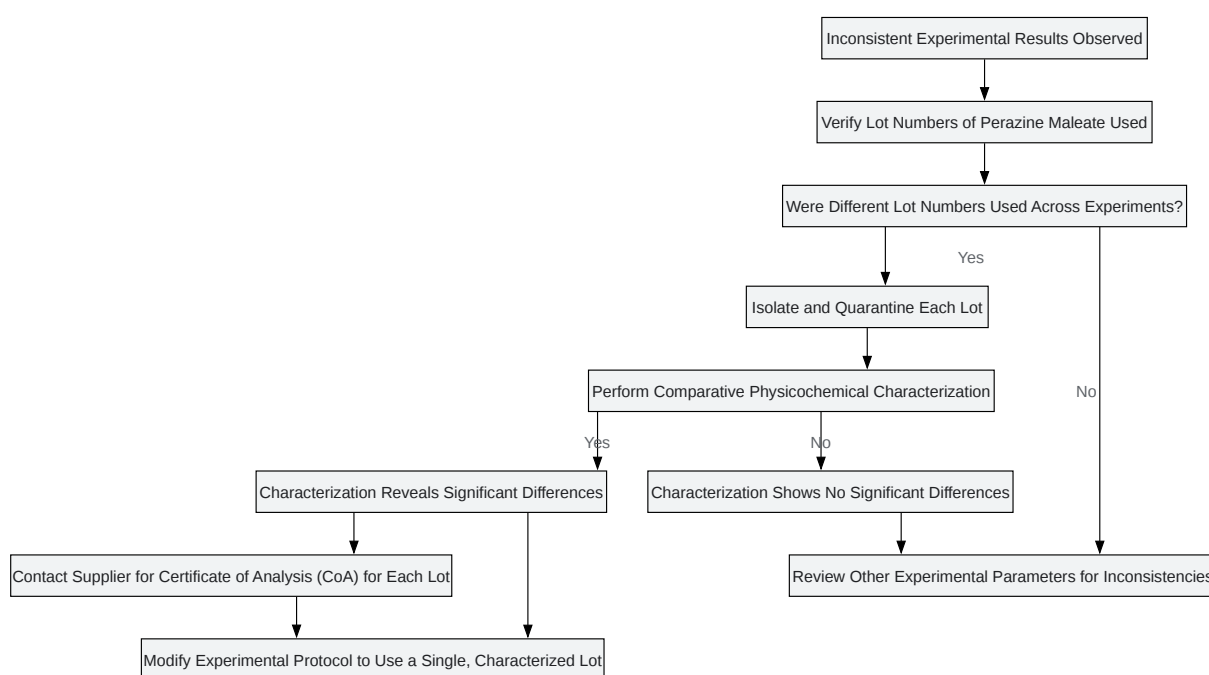 Inconsistent Experimental Results Observed
Verify Lot Numbers of Perazine Maleate Used
Were Different Lot Numbers Used Across Experiments?
Yes
Isolate and Quarantine Each Lot
Perform Comparative Physicochemical Characterization
No
Yes
No
Characterization Reveals Significant Differences
Characterization Shows No Significant Differences
Contact Supplier for Certificate of Analysis (CoA) for Each Lot
Review Other Experimental Parameters for Inconsistencies
Modify Experimental Protocol to Use a Single, Characterized Lot